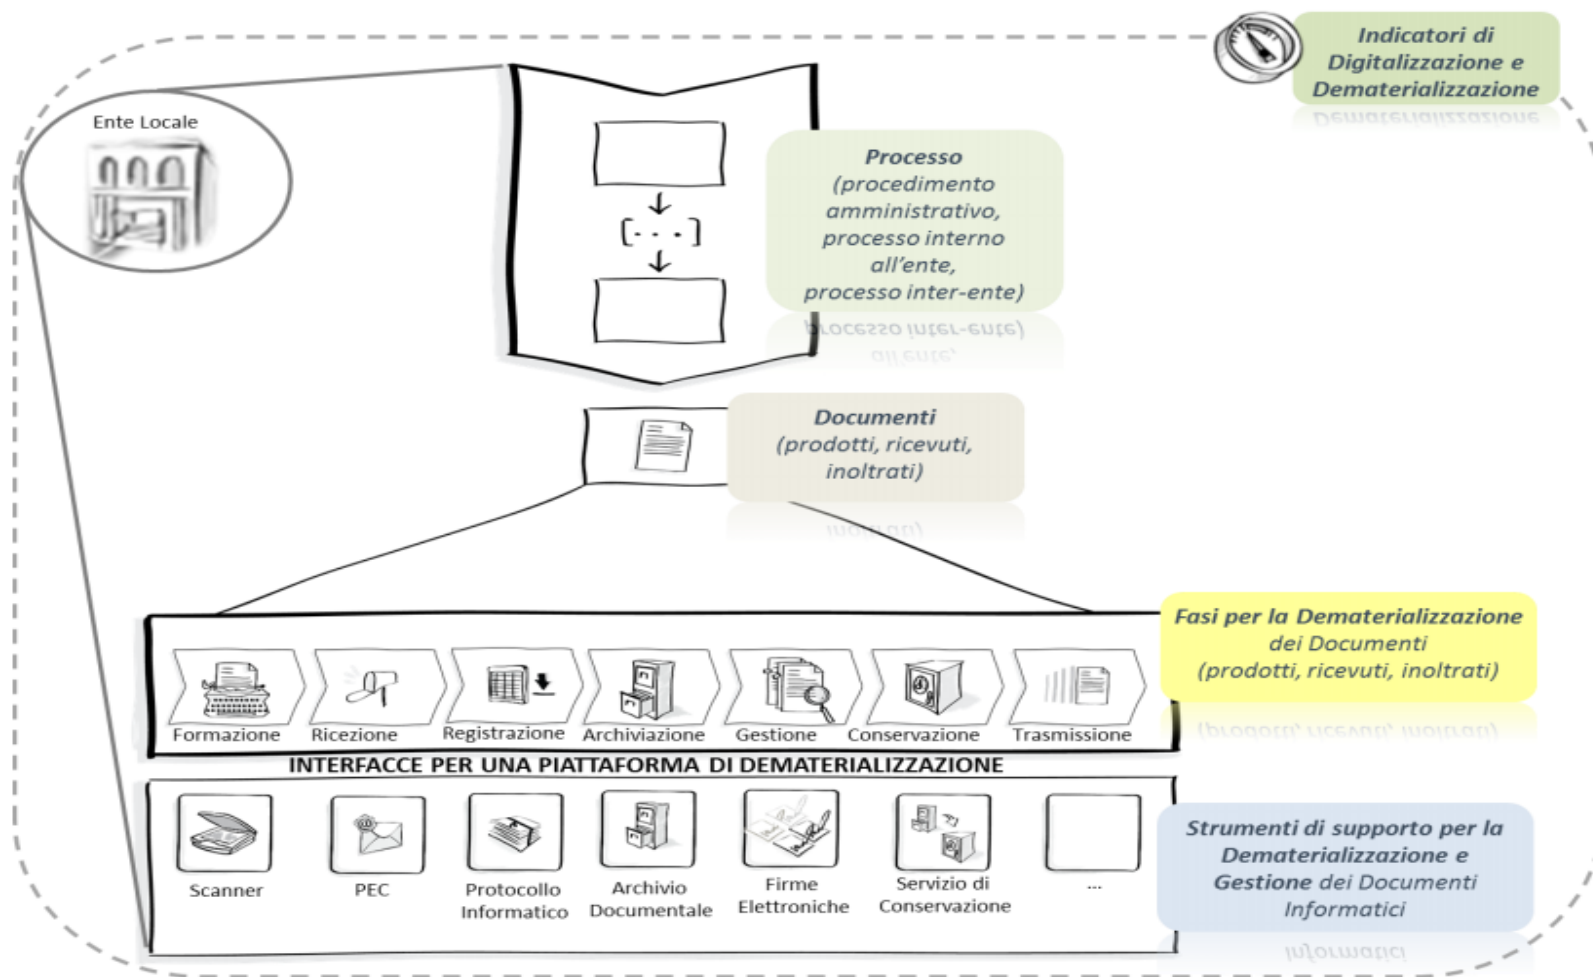 Indicatori di
Digitalizzazione e
Dematerializzazione
Ente Locale
Processo
(procedimento
amministrativo,
processo interno
all'ente,
processo inter-ente)
[...]
Documenti
(prodotti, ricevuti,
inoltrati)
Fasi per la Dematerializzazione
dei Documenti
(prodotti, ricevuti, inoltrati)
Formazione
Ricezione
Registrazione
Archiviazione
Gestione
Conservazione
Trasmissione
INTERFACCE PER UNA PIATTAFORMA DI DEMATERIALIZZAZIONE
Scanner
PEC
Protocollo
Informatico
Archivio
Documentale
Firme
Elettroniche
Servizio di
Conservazione
...
Strumenti di supporto per la
Dematerializzazione e
Gestione dei Documenti
Informatici